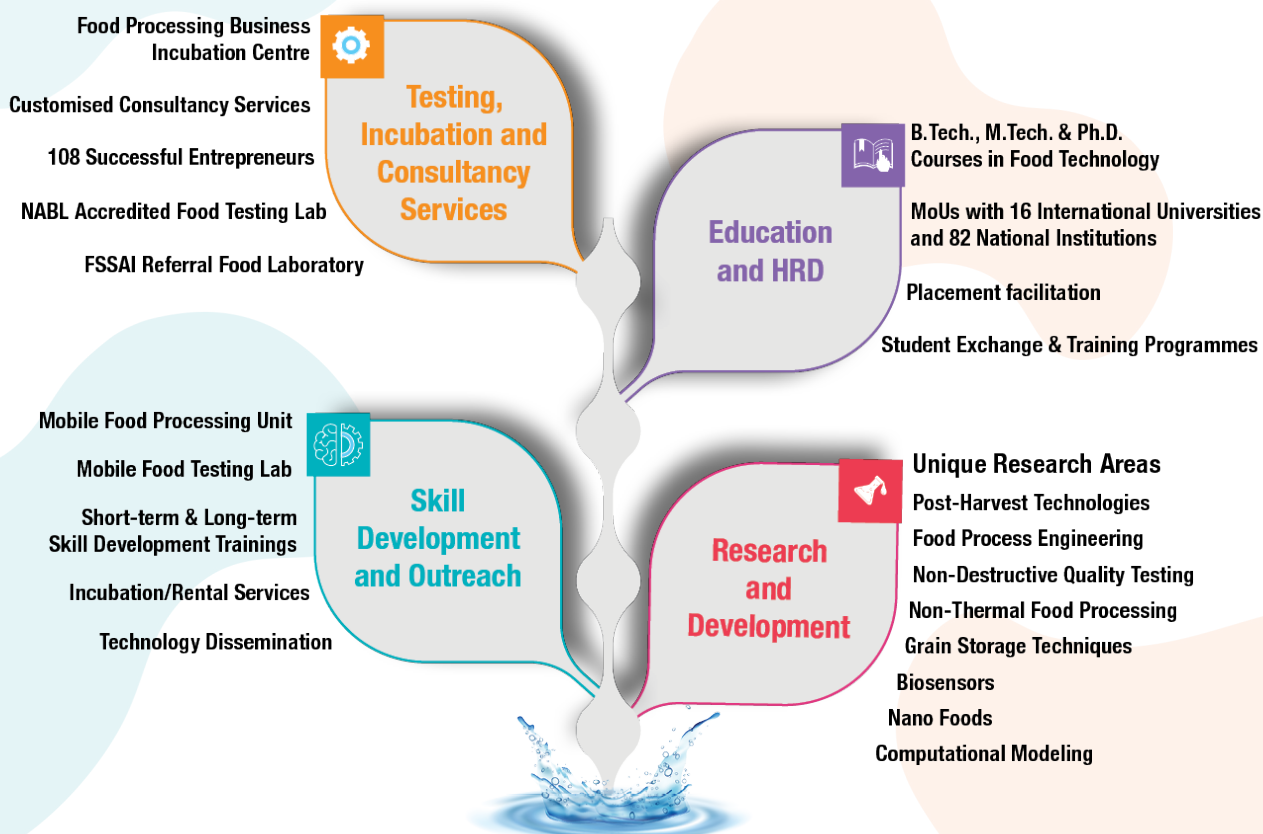 Food Processing Business
Incubation Centre
Customised Consultancy Services
108 Successful Entrepreneurs
NABL Accredited Food Testing Lab
FSSAI Referral Food Laboratory
Testing,
Incubation and
Consultancy
Services
Education
and HRD
B.Tech., M.Tech. & Ph.D.
Courses in Food Technology
MoUs with 16 International Universities
and 82 National Institutions
Placement facilitation
Student Exchange & Training Programmes
Mobile Food Processing Unit
Mobile Food Testing Lab
Short-term & Long-term
Skill Development Trainings
Incubation/Rental Services
Technology Dissemination
Skill
Development
and Outreach
Research
and
Development
Unique Research Areas
Post-Harvest Technologies
Food Process Engineering
Non-Destructive Quality Testing
Non-Thermal Food Processing
Grain Storage Techniques
Biosensors
Nano Foods
Computational Modeling